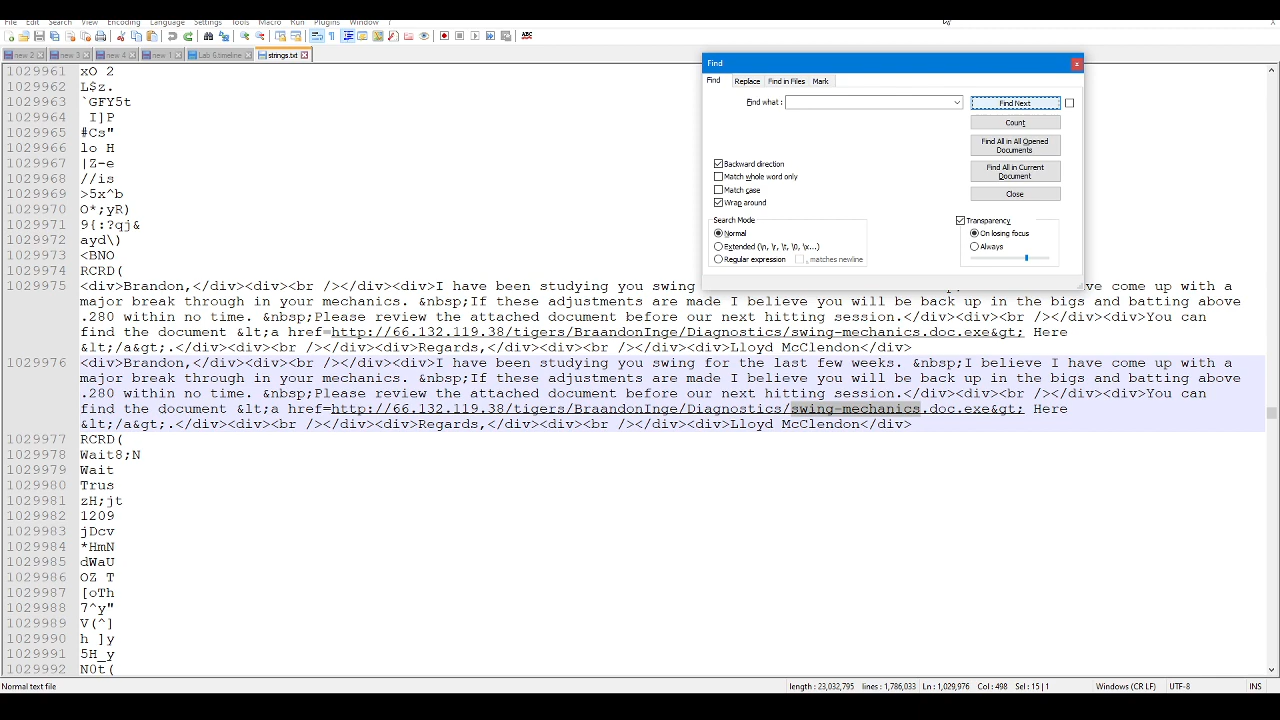 File Edit Search View Encoding Language Settings Tools Macro Run Plugins Window ? X
new 2 new 3 new 4 new 1 Lab 6 timeline strings.txt
1029961 xO 2
1029962 L$z.
1029963 `GFY5t
1029964 I]P
1029965 #Cs"
1029966 lo H
1029967 |Z-e
1029968 //is
1029969 >5x^b
1029970 O*;yR)
1029971 9{:?qj&
1029972 ayd\)
1029973 <BNO
1029974 RCRD(
1029975 <div>Brandon,</div><div><br /></div><div>I have been studying you swing ve come up with a
major break through in your mechanics. &nbsp;If these adjustments are made I believe you will be back up in the bigs and batting above
.280 within no time. &nbsp;Please review the attached document before our next hitting session.</div><div><br /></div><div>You can
find the document &lt;a href=http://66.132.119.38/tigers/BraandonInge/Diagnostics/swing-mechanics.doc.exe&gt; Here
&lt;/a&gt;.</div><div><br /></div><div>Regards,</div><div><br /></div><div>Lloyd McClendon</div>
1029976 <div>Brandon,</div><div><br /></div><div>I have been studying you swing for the last few weeks. &nbsp;I believe I have come up with a
major break through in your mechanics. &nbsp;If these adjustments are made I believe you will be back up in the bigs and batting above
.280 within no time. &nbsp;Please review the attached document before our next hitting session.</div><div><br /></div><div>You can
find the document &lt;a href=http://66.132.119.38/tigers/BraandonInge/Diagnostics/swing-mechanics.doc.exe&gt; Here
&lt;/a&gt;.</div><div><br /></div><div>Regards,</div><div><br /></div><div>Lloyd McClendon</div>
1029977 RCRD(
1029978 Wait8;N
1029979 Wait
1029980 Trus
1029981 zH;jt
1029982 1209
1029983 jDcv
1029984 *HmN
1029985 dWaU
1029986 OZ T
1029987 [oTh
1029988 7^y"
1029989 V(^]
1029990 h ]y
1029991 5H_y
1029992 N0t(
Find
Find Replace Find in Files Mark
Find what :
Find Next
Count
Find All in All Opened
Documents
Find All in Current
Document
Close
Backward direction
Match whole word only
Match case
Wrap around
Search Mode
Normal
Extended (\n, \r, \t, \0, \x...)
Regular expression . matches newline
Transparency
On losing focus
Always
Normal text file length : 23,032,795 lines : 1,786,033 Ln : 1,029,976 Col : 498 Sel : 15 | 1 Windows (CR LF) UTF-8 INS